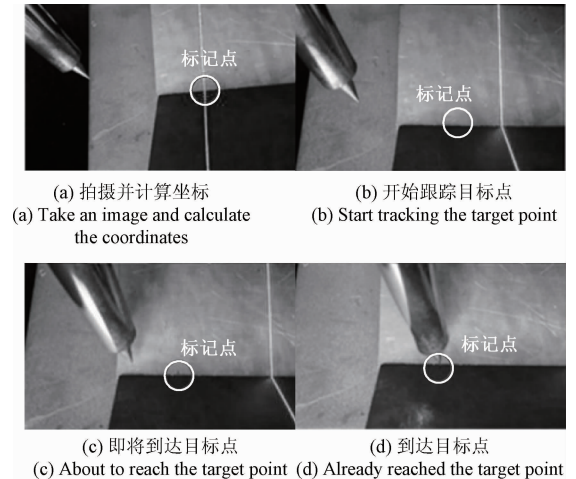 标记点
标记点
(a) 拍摄并计算坐标
(a) Take an image and calculate
the coordinates
(b) 开始跟踪目标点
(b) Start tracking the target point
标记点
标记点
(c) 即将到达目标点
(c) About to reach the target point
(d) 到达目标点
(d) Already reached the target point